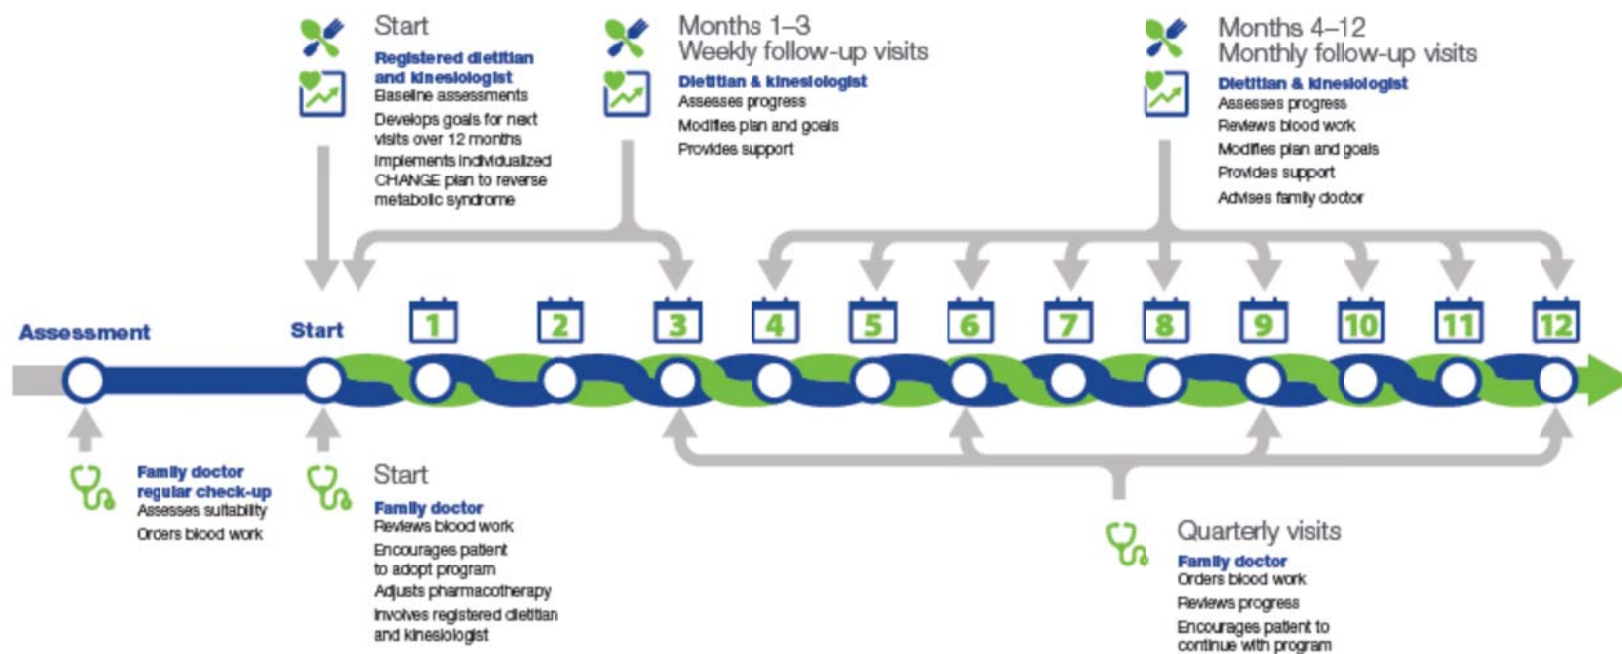 Start
Registered dietitian
and kinesiologist
Baseline assessments
Develops goals for next
visits over 12 months
Implements individualized
CHANGE plan to reverse
metabolic syndrome
Months 1–3
Weekly follow-up visits
Dietitian & kinesiologist
Assesses progress
Modifies plan and goals
Provides support
Months 4–12
Monthly follow-up visits
Dietitian & kinesiologist
Assesses progress
Reviews blood work
Modifies plan and goals
Provides support
Advises family doctor
Assessment
Start
1
2
3
4
5
6
7
8
9
10
11
12
Family doctor
regular check-up
Assesses suitability
Orders blood work
Start
Family doctor
Reviews blood work
Encourages patient
to adopt program
Adjusts pharmacotherapy
Involves registered dietitian
and kinesiologist
Quarterly visits
Family doctor
Orders blood work
Reviews progress
Encourages patient to
continue with program